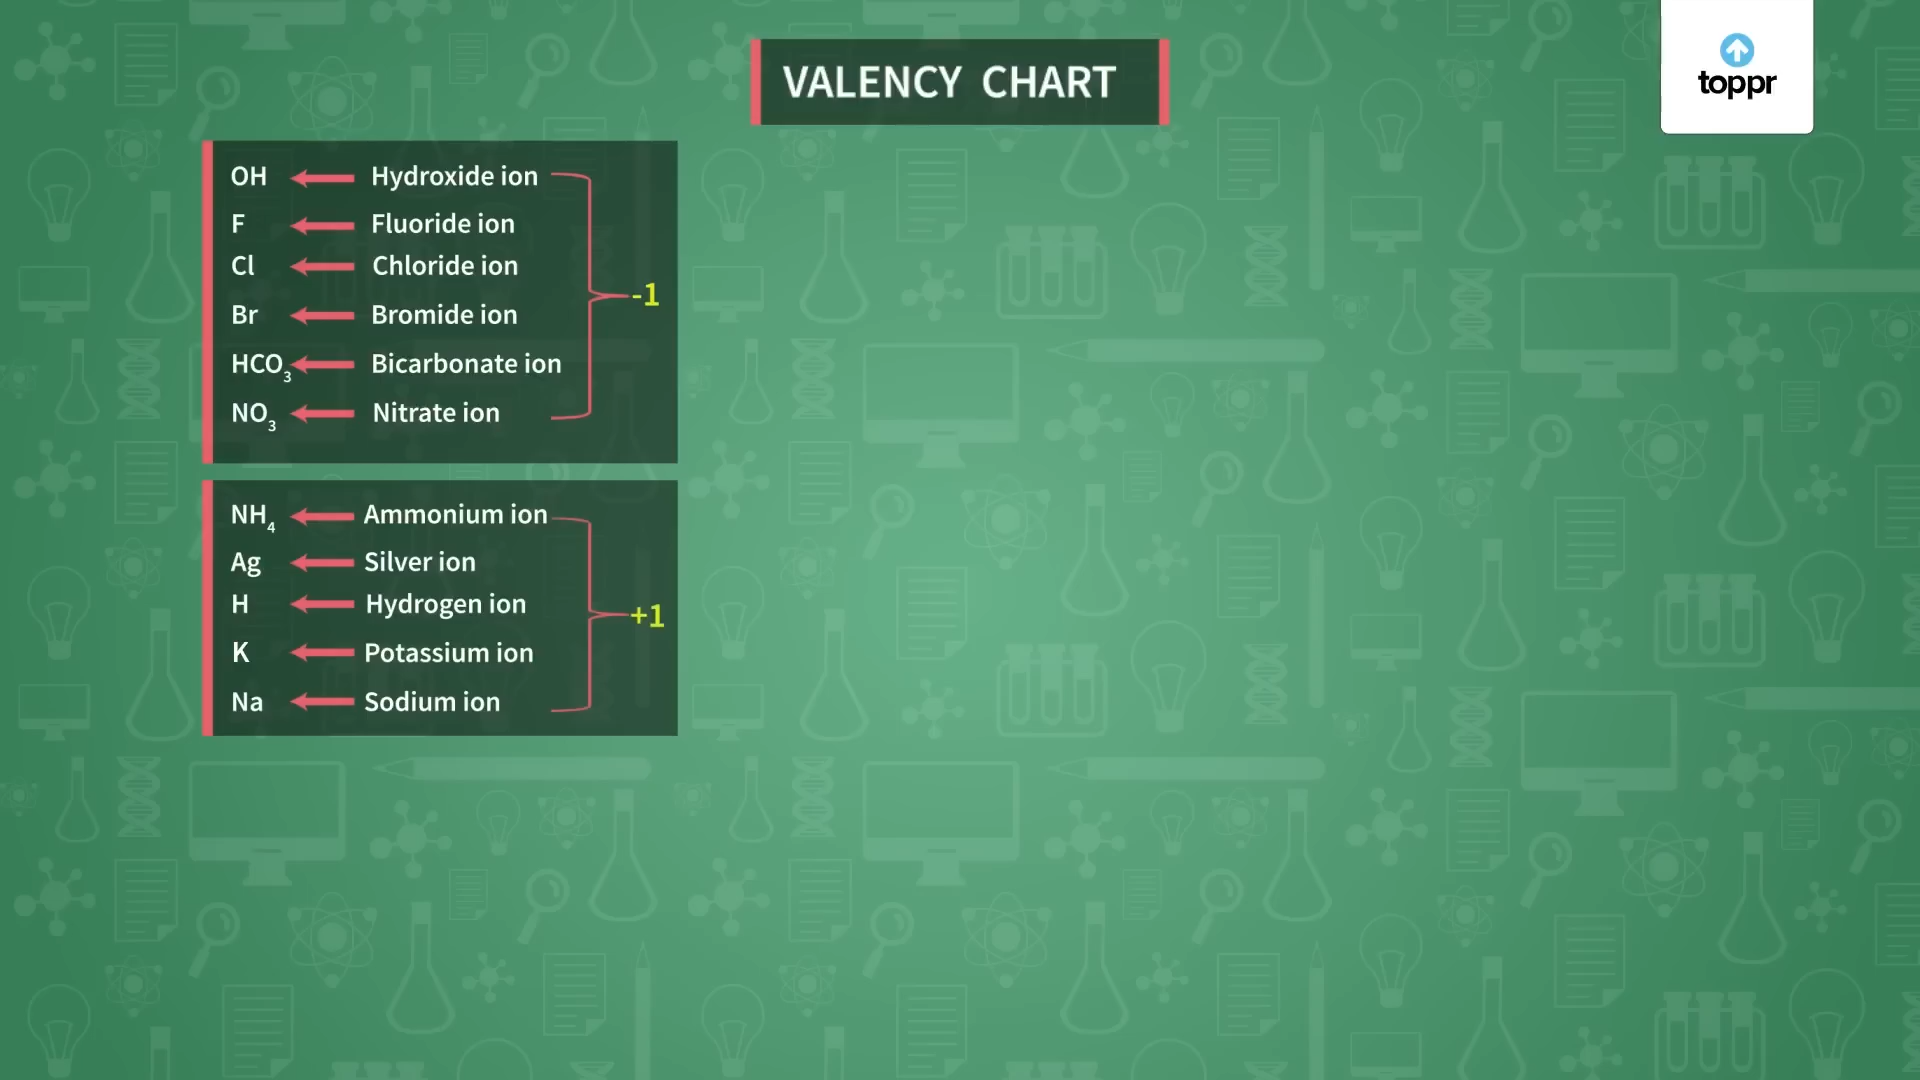 VALENCY CHART
toppr
OH Hydroxide ion
F Fluoride ion
Cl Chloride ion
Br Bromide ion
HCO₃ Bicarbonate ion
NO₃ Nitrate ion
-1
NH₄ Ammonium ion
Ag Silver ion
H Hydrogen ion
K Potassium ion
Na Sodium ion
+1